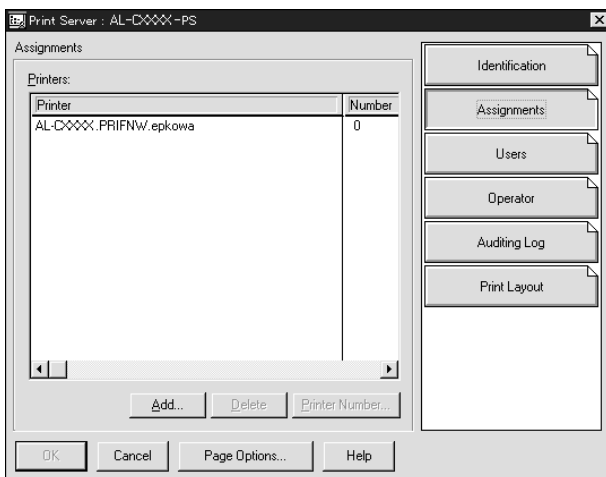 Print Server : AL-CXXXX-PS
Assignments
Printers:
Printer Number
AL-CXXXX.PRIFNW.epkowa 0
Add... Delete Printer Number...
OK Cancel Page Options... Help
Identification
Assignments
Users
Operator
Auditing Log
Print Layout